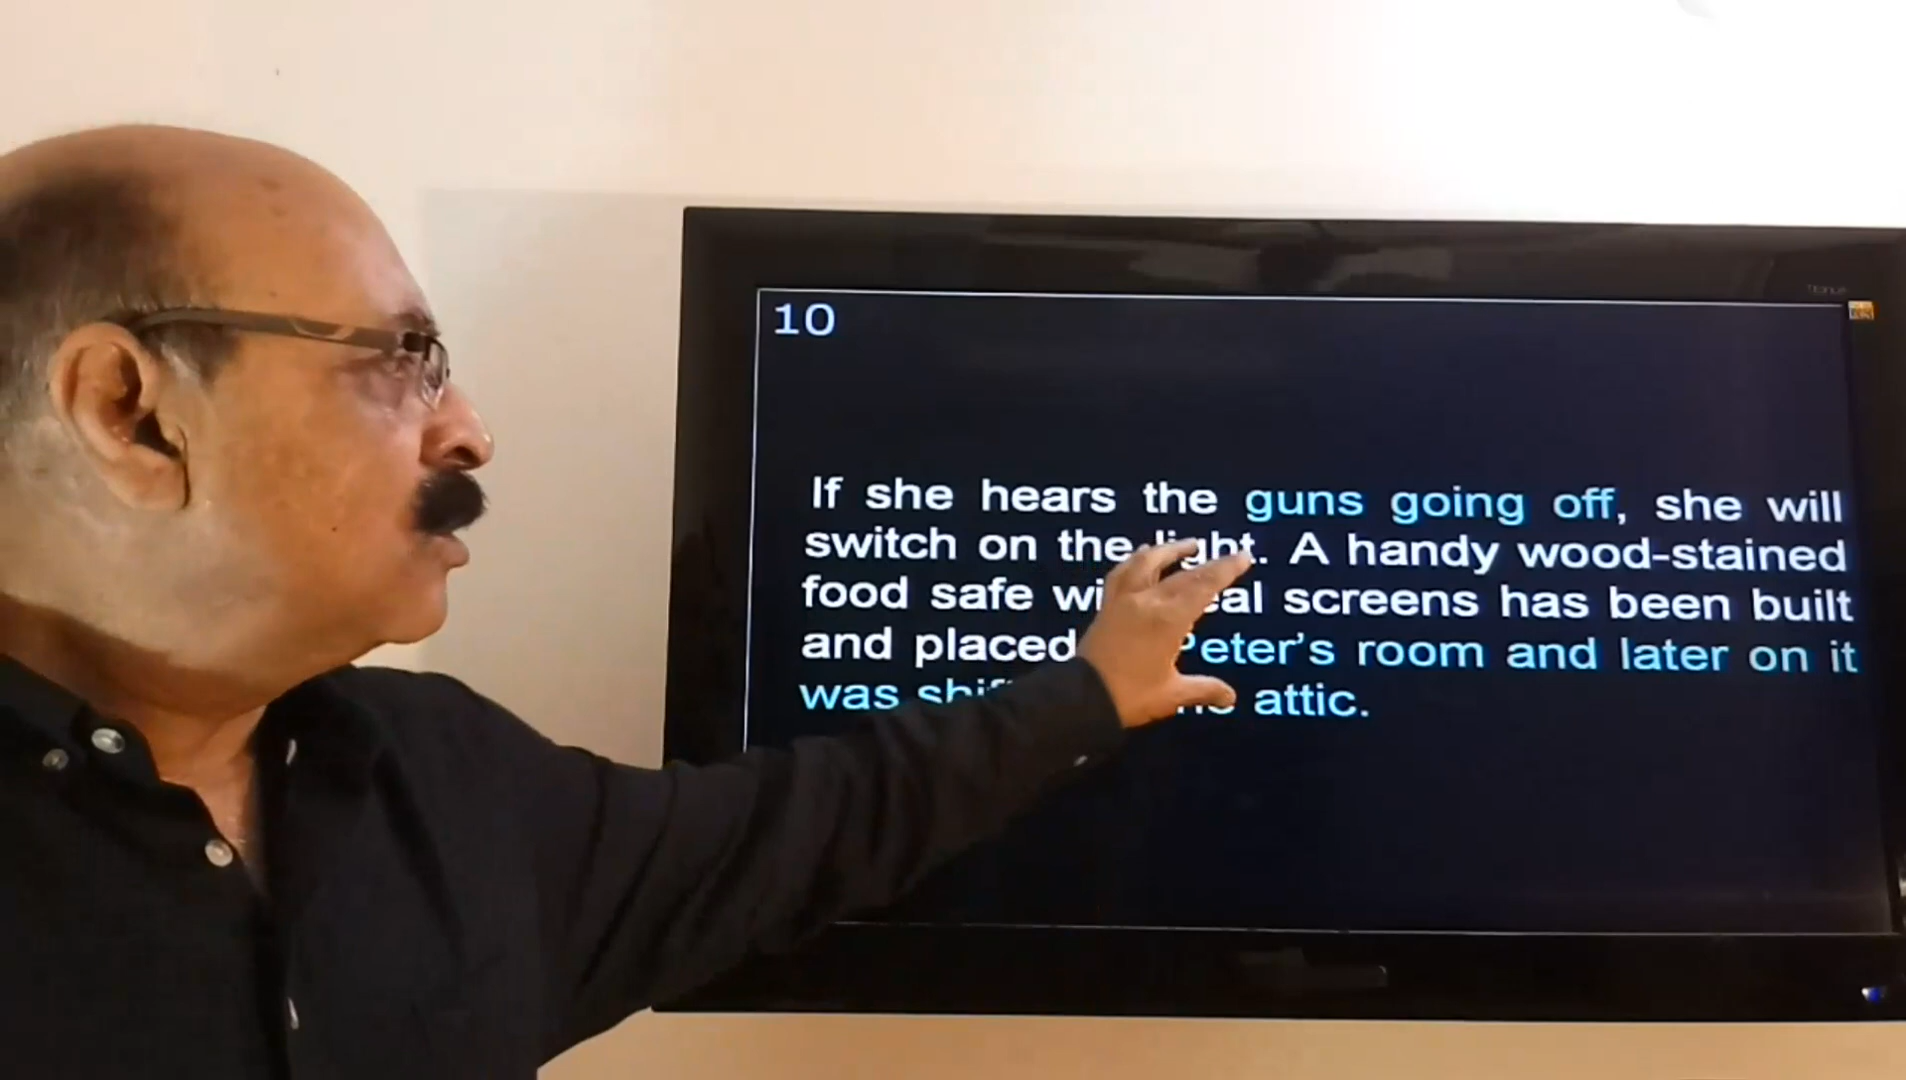 10
If she hears the guns going off, she will
switch on the light. A handy wood-stained
food safe screens has been built
and placed Peter's room and later on it
was attic.